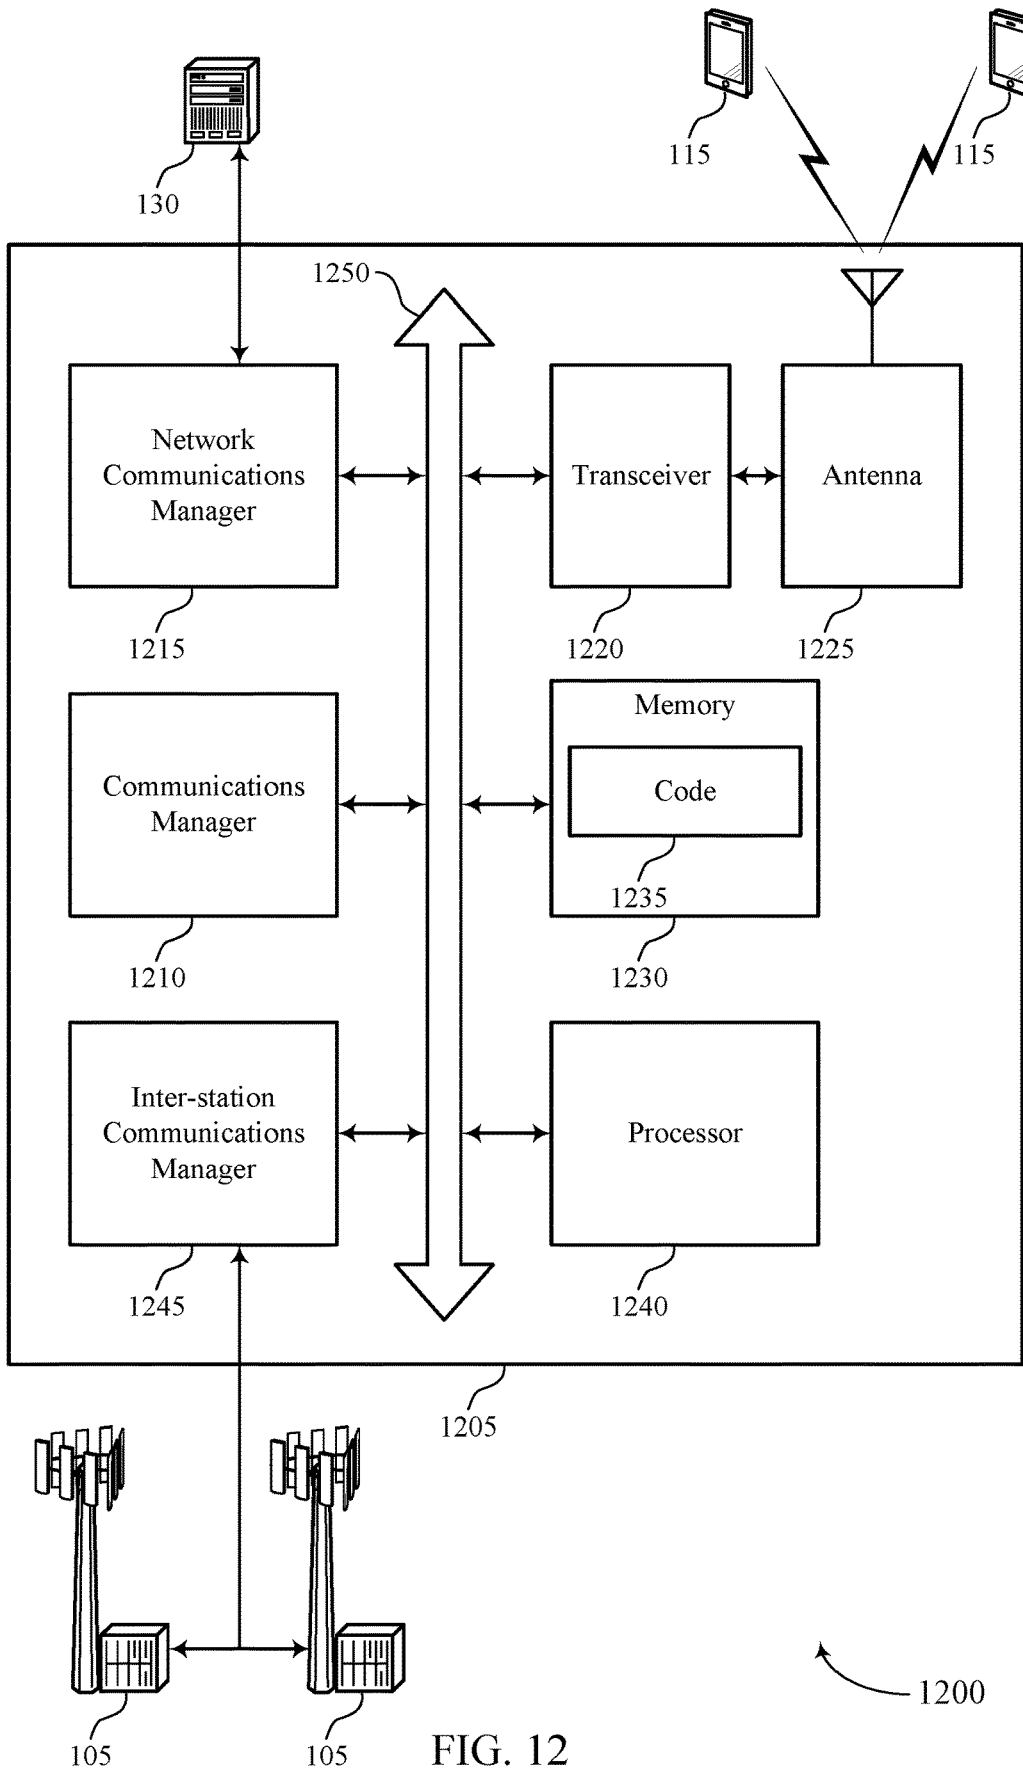 130
115
115
1250
Network
Communications
Manager
Transceiver
Antenna
1215
1220
1225
Memory
Communications
Manager
Code
1235
1210
1230
Inter-station
Communications
Manager
Processor
1245
1240
1205
1200
105
105
FIG. 12